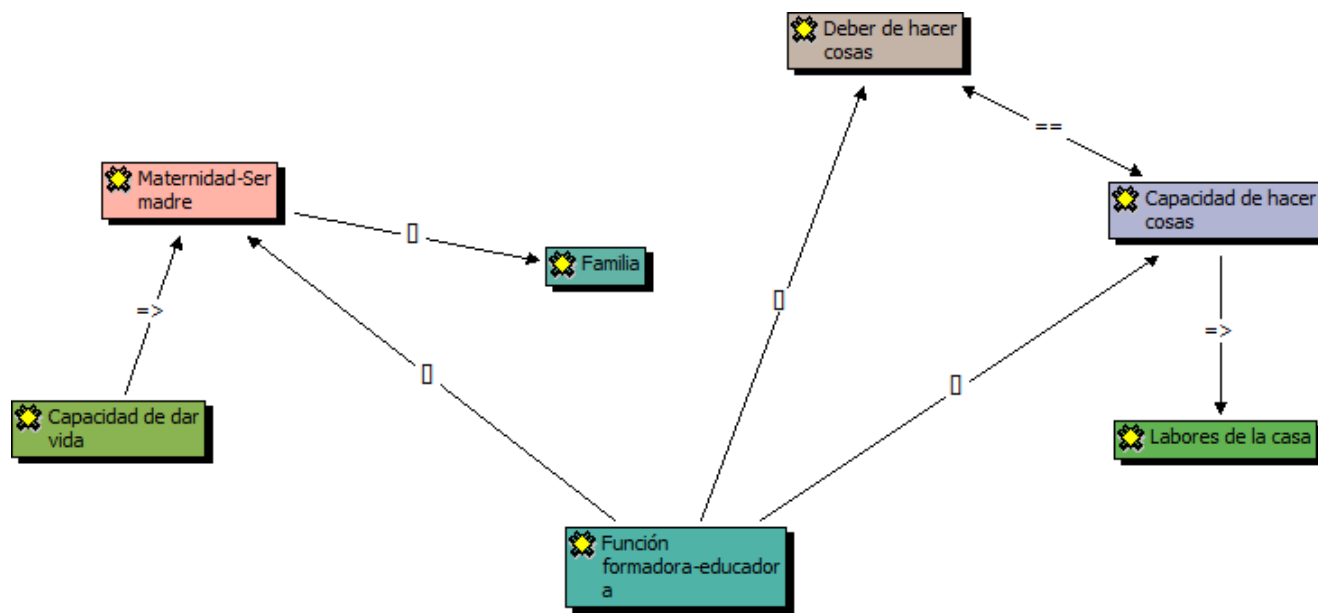 Deber de hacer
cosas
==
Maternidad-Ser
madre
Capacidad de hacer
cosas
[]
Familia
[]
=>
=>
[]
[]
Capacidad de dar
vida
Labores de la casa
Función
formadora-educador
a